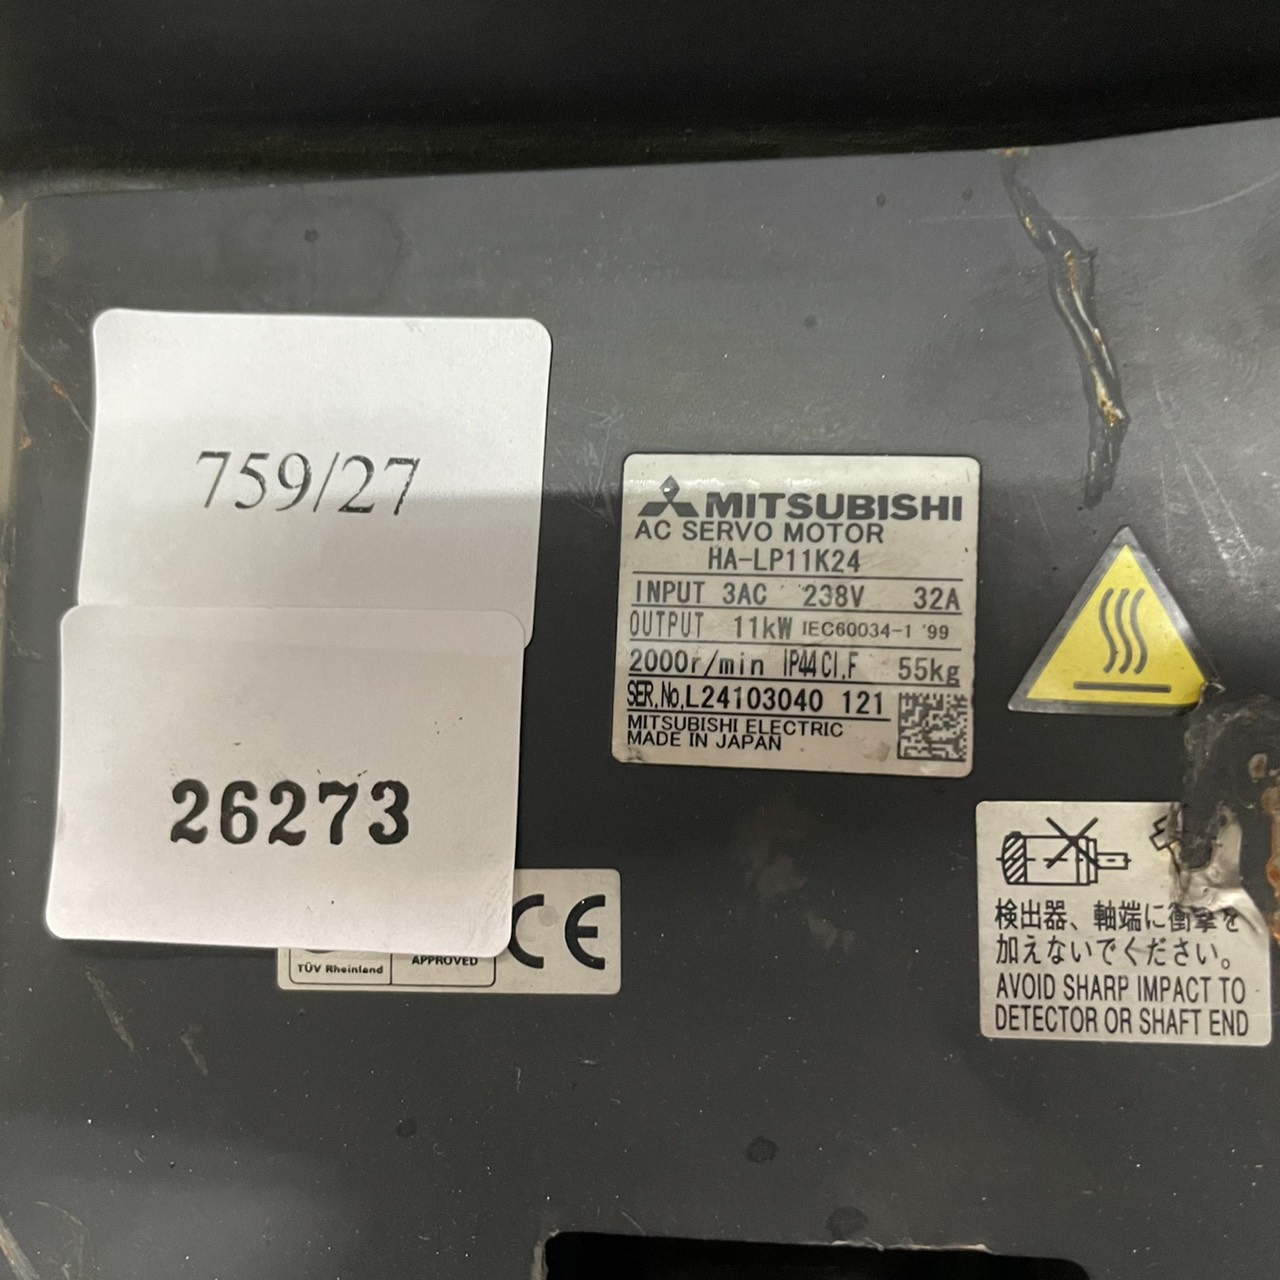 759/27
26273
TÜV Rheinland
APPROVED
CE
MITSUBISHI
AC SERVO MOTOR
HA-LP11K24
INPUT 3AC 238V 32A
OUTPUT 11kW IEC60034-1 '99
2000r/min IP44 CI.F 55kg
SER.No.L24103040 121
MITSUBISHI ELECTRIC
MADE IN JAPAN
検出器、軸端に衝撃を
加えないでください。
AVOID SHARP IMPACT TO
DETECTOR OR SHAFT END